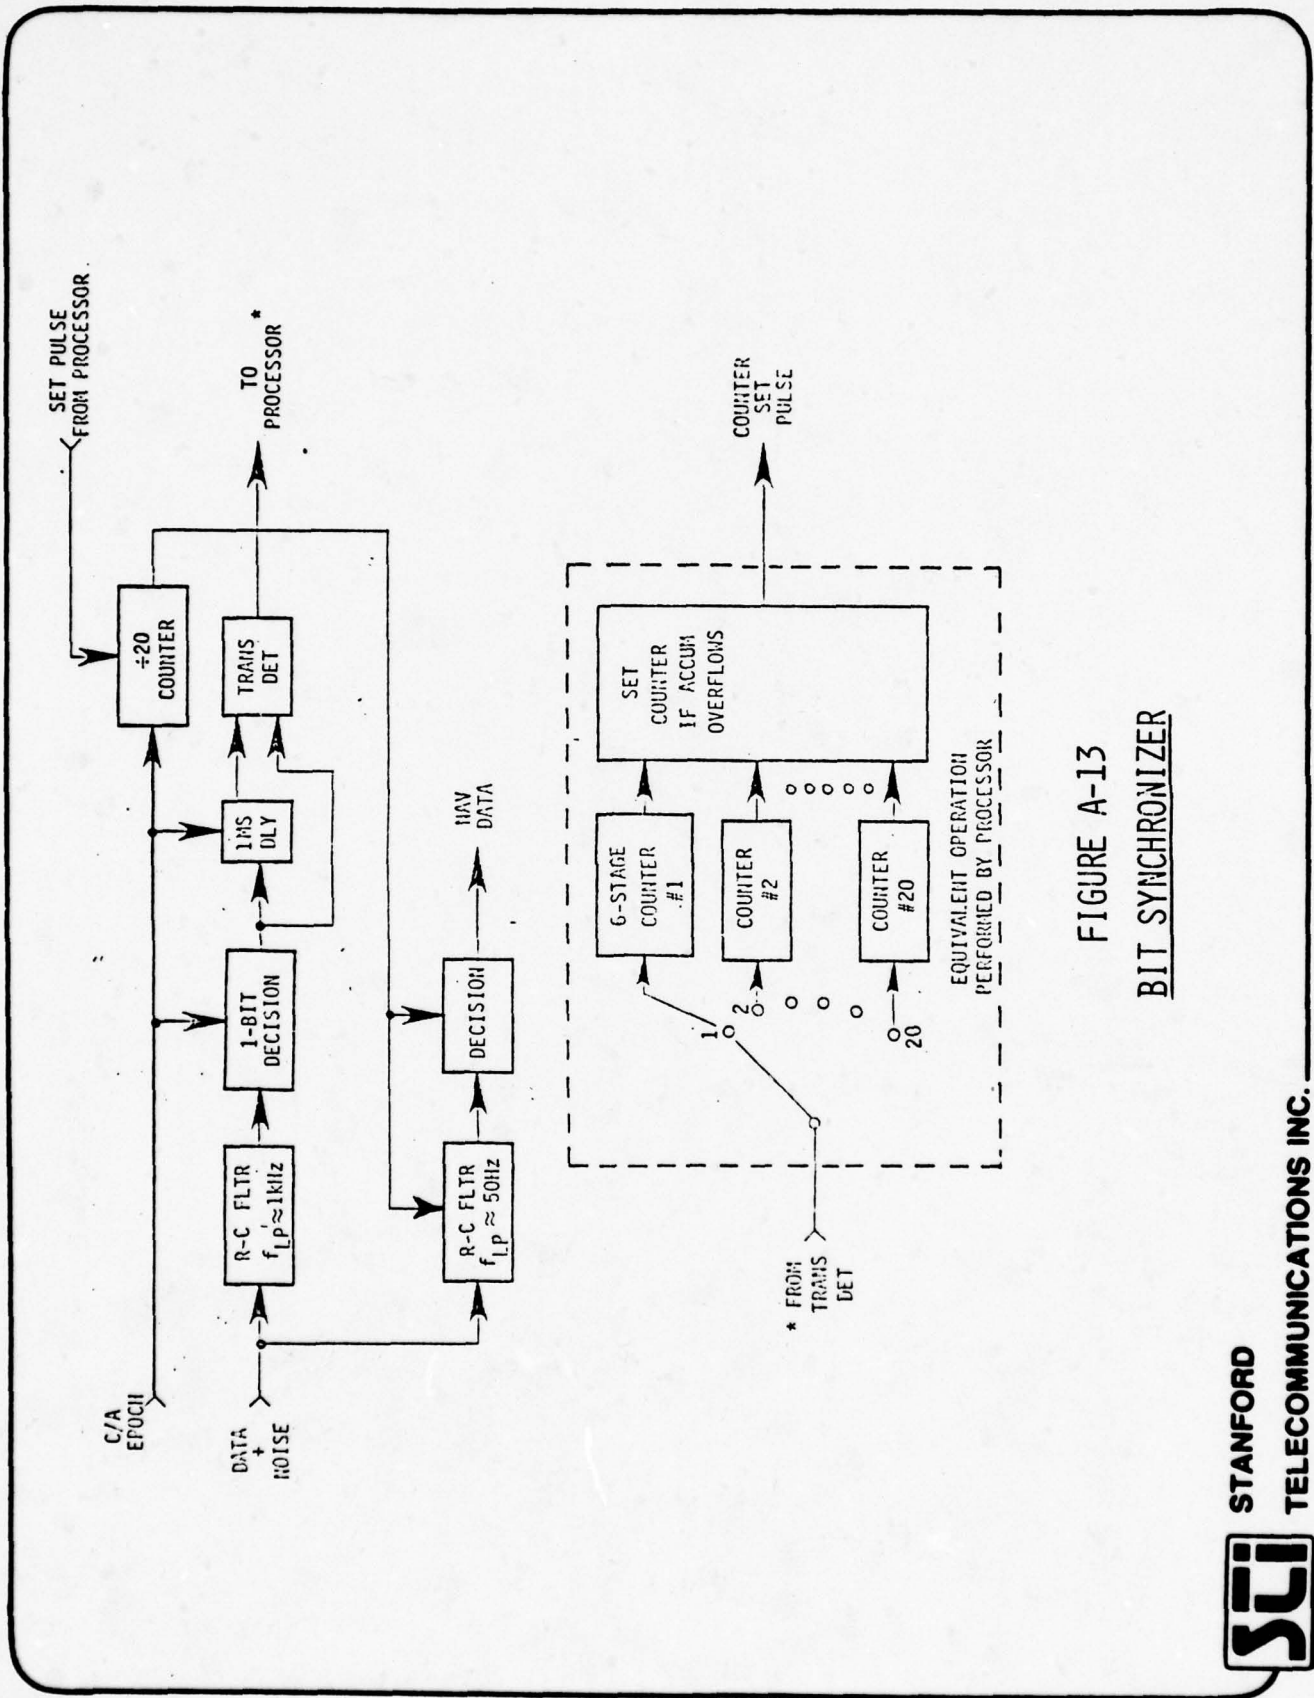 C/A
EPOCH
SET PULSE
FROM PROCESSOR
÷20
COUNTER
DATA
+
NOISE
R-C FLTR
fLP≈1kHz
1-BIT
DECISION
1MS
DLY
TRANS
DET
TO
PROCESSOR *
R-C FLTR
fLP ≈ 50Hz
DECISION
NAV
DATA
* FROM
TRANS
DET
1
2
20
6-STAGE
COUNTER
#1
COUNTER
#2
COUNTER
#20
SET
COUNTER
IF ACCUM
OVERFLOWS
COUNTER
SET
PULSE
EQUIVALENT OPERATION
PERFORMED BY PROCESSOR
FIGURE A-13
BIT SYNCHRONIZER
STi
STANFORD
TELECOMMUNICATIONS INC.